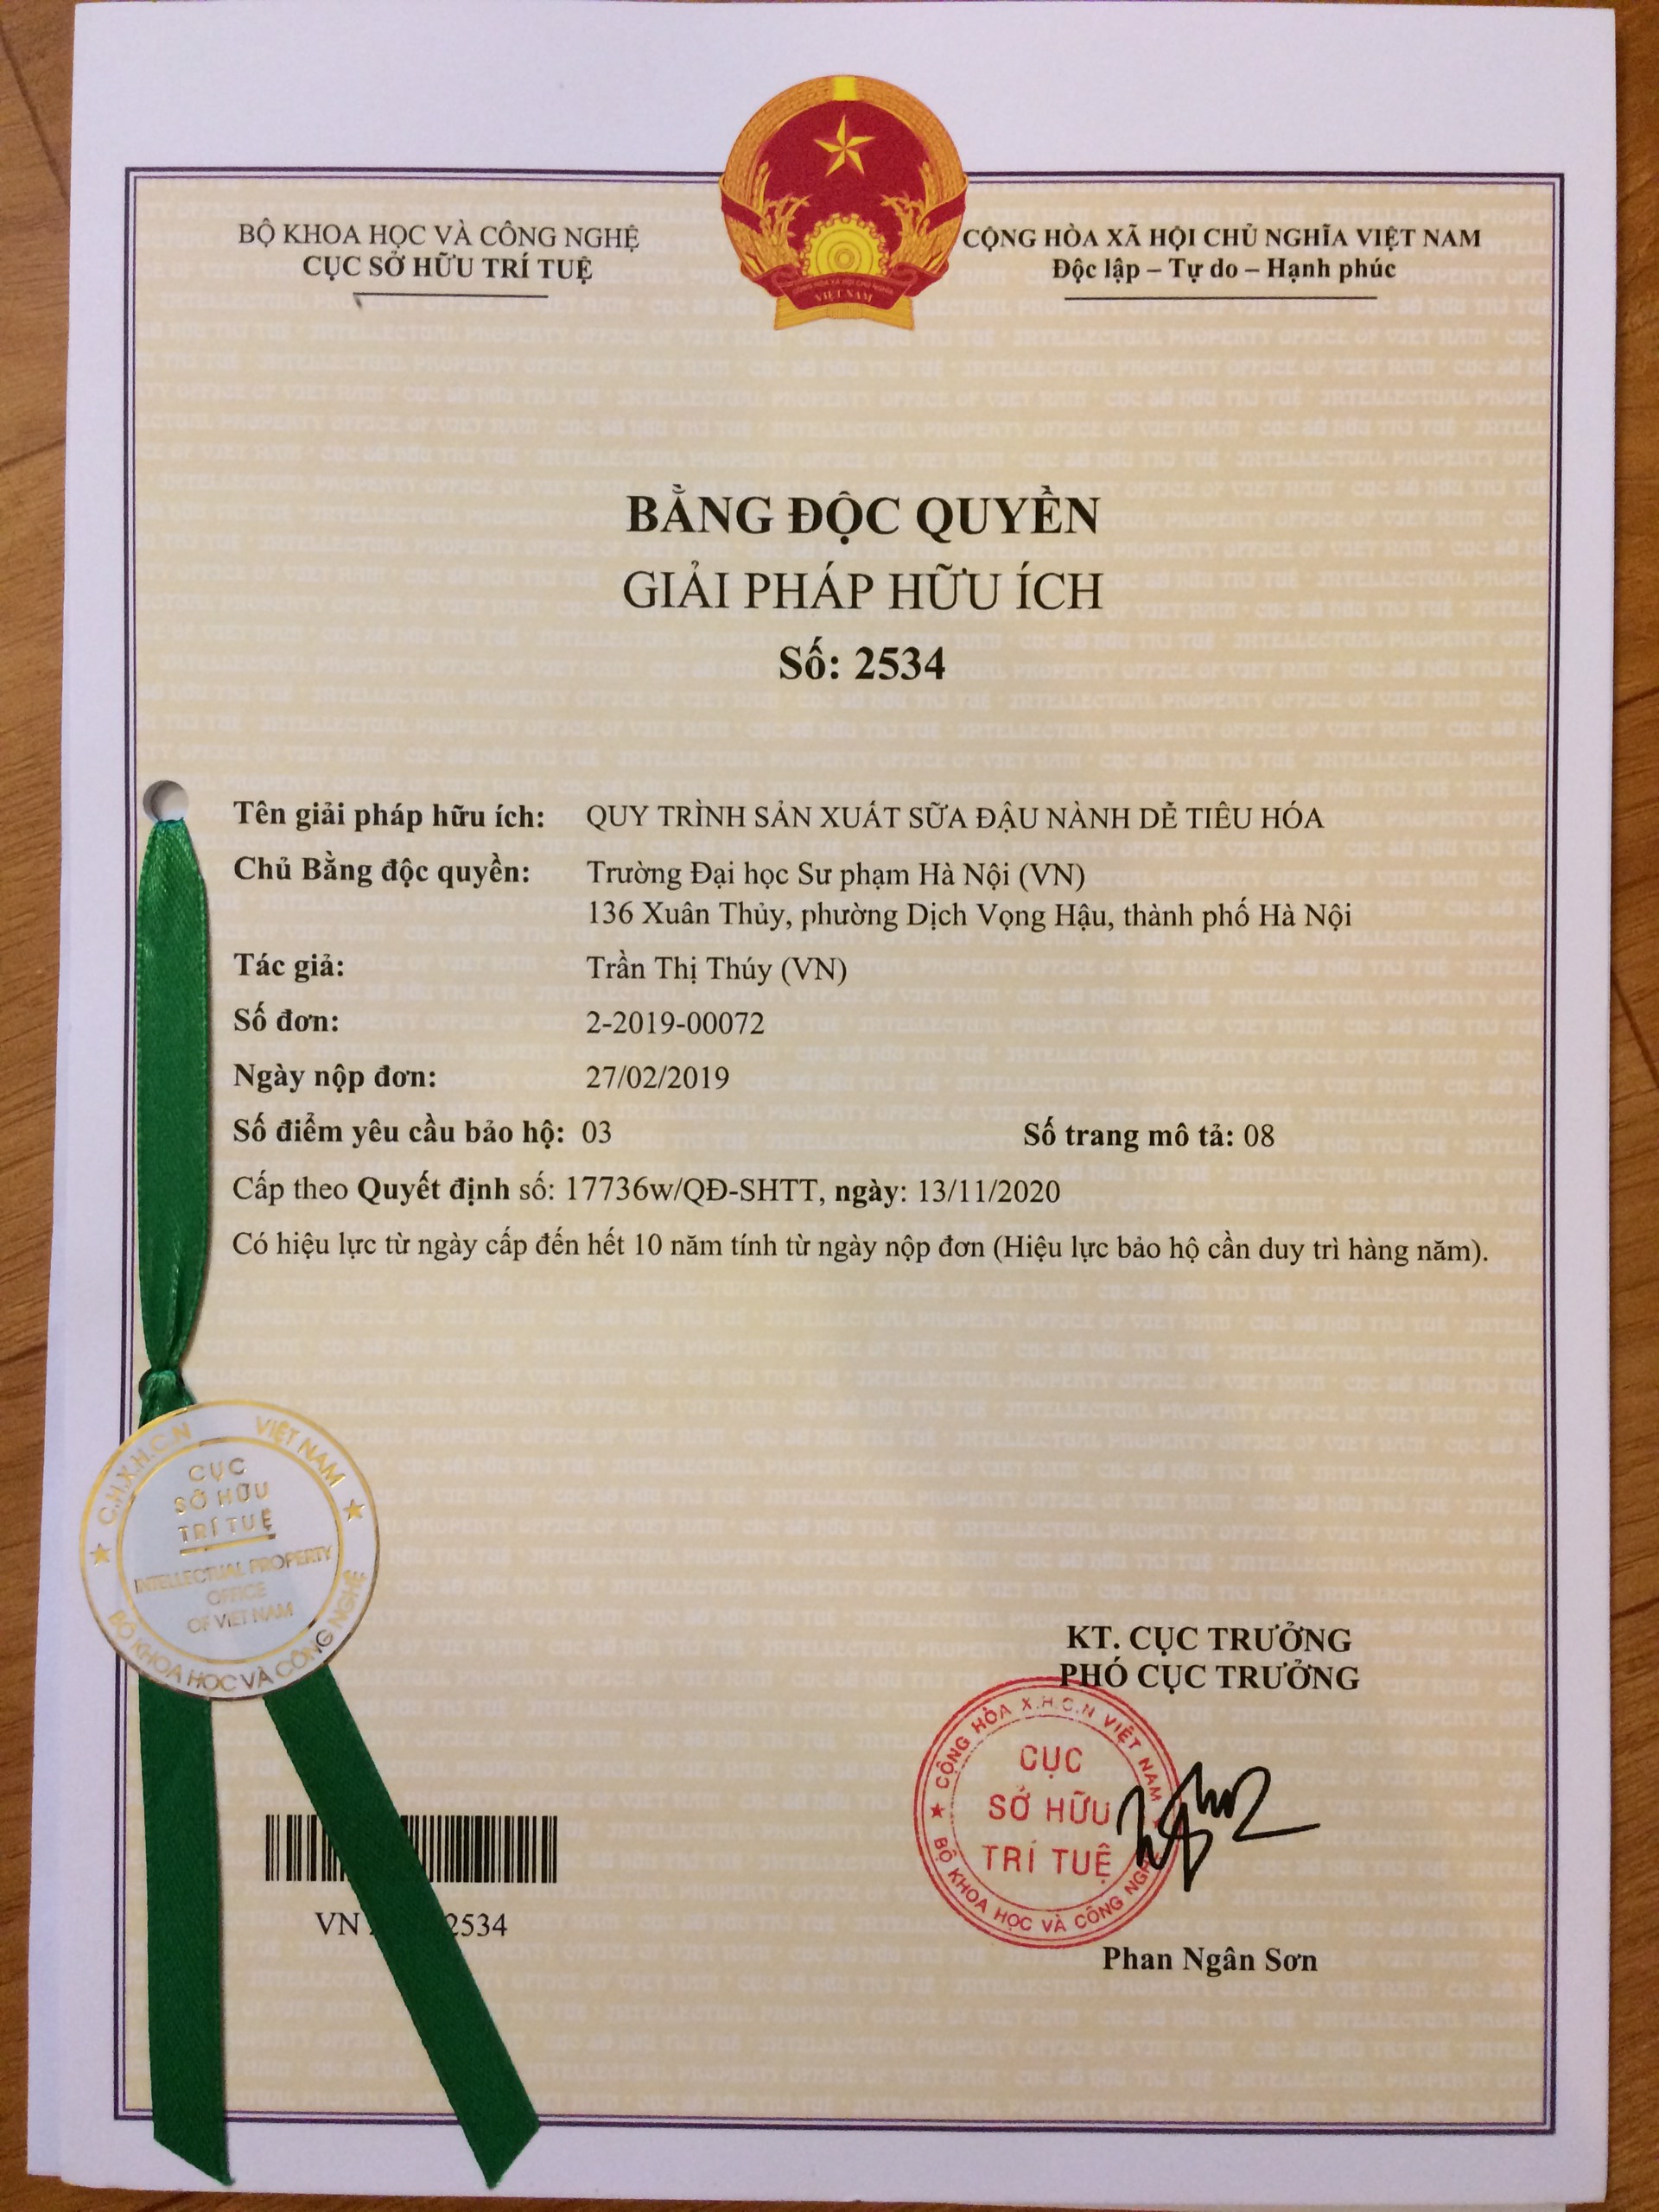 BỘ KHOA HỌC VÀ CÔNG NGHỆ
CỤC SỞ HỮU TRÍ TUỆ
CỘNG HÒA XÃ HỘI CHỦ NGHĨA VIỆT NAM
Độc lập – Tự do – Hạnh phúc
CỘNG HÒA XÃ HỘI CHỦ NGHĨA
VIỆT NAM
BẰNG ĐỘC QUYỀN
GIẢI PHÁP HỮU ÍCH
Số: 2534
Tên giải pháp hữu ích: QUY TRÌNH SẢN XUẤT SỮA ĐẬU NÀNH DỄ TIÊU HÓA
Chủ Bằng độc quyền: Trường Đại học Sư phạm Hà Nội (VN)
136 Xuân Thủy, phường Dịch Vọng Hậu, thành phố Hà Nội
Tác giả: Trần Thị Thúy (VN)
Số đơn: 2-2019-00072
Ngày nộp đơn: 27/02/2019
Số điểm yêu cầu bảo hộ: 03 Số trang mô tả: 08
Cấp theo Quyết định số: 17736w/QĐ-SHTT, ngày: 13/11/2020
Có hiệu lực từ ngày cấp đến hết 10 năm tính từ ngày nộp đơn (Hiệu lực bảo hộ cần duy trì hàng năm).
C.H.X.H.C.N VIỆT NAM
CỤC
SỞ HỮU
TRÍ TUỆ
INTELLECTUAL PROPERTY
OFFICE
OF VIET NAM
BỘ KHOA HỌC VÀ CÔNG NGHỆ
KT. CỤC TRƯỞNG
PHÓ CỤC TRƯỞNG
CỘNG HÒA X.H.C.N VIỆT NAM
CỤC
SỞ HỮU
TRÍ TUỆ
BỘ KHOA HỌC VÀ CÔNG NGHỆ
VN 2534
Phan Ngân Sơn